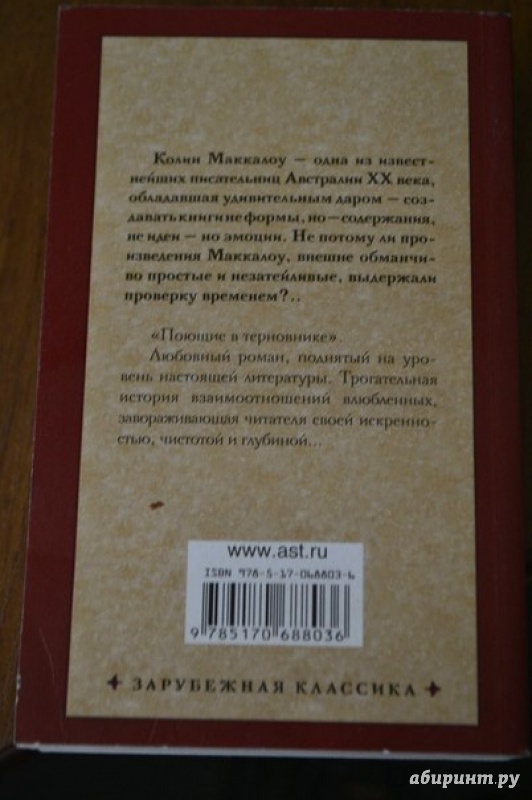 Колин Маккалоу — одна из извест-
нейших писательниц Австралии XX века,
обладавшая удивительным даром — соз-
давать книги не формы, но — содержания,
не идеи — но эмоции. Не потому ли про-
изведения Маккалоу, внешне обманчи-
во простые и незатейливые, выдержали
проверку временем?..
«Поющие в терновнике».
Любовный роман, поднятый на уро-
вень настоящей литературы. Трогательная
история взаимоотношений влюбленных,
завораживающая читателя своей искренно-
стью, чистотой и глубиной...
www.ast.ru
ISBN 978-5-17-068803-6
9 785170 688036
ЗАРУБЕЖНАЯ КЛАССИКА
абиринт.ру